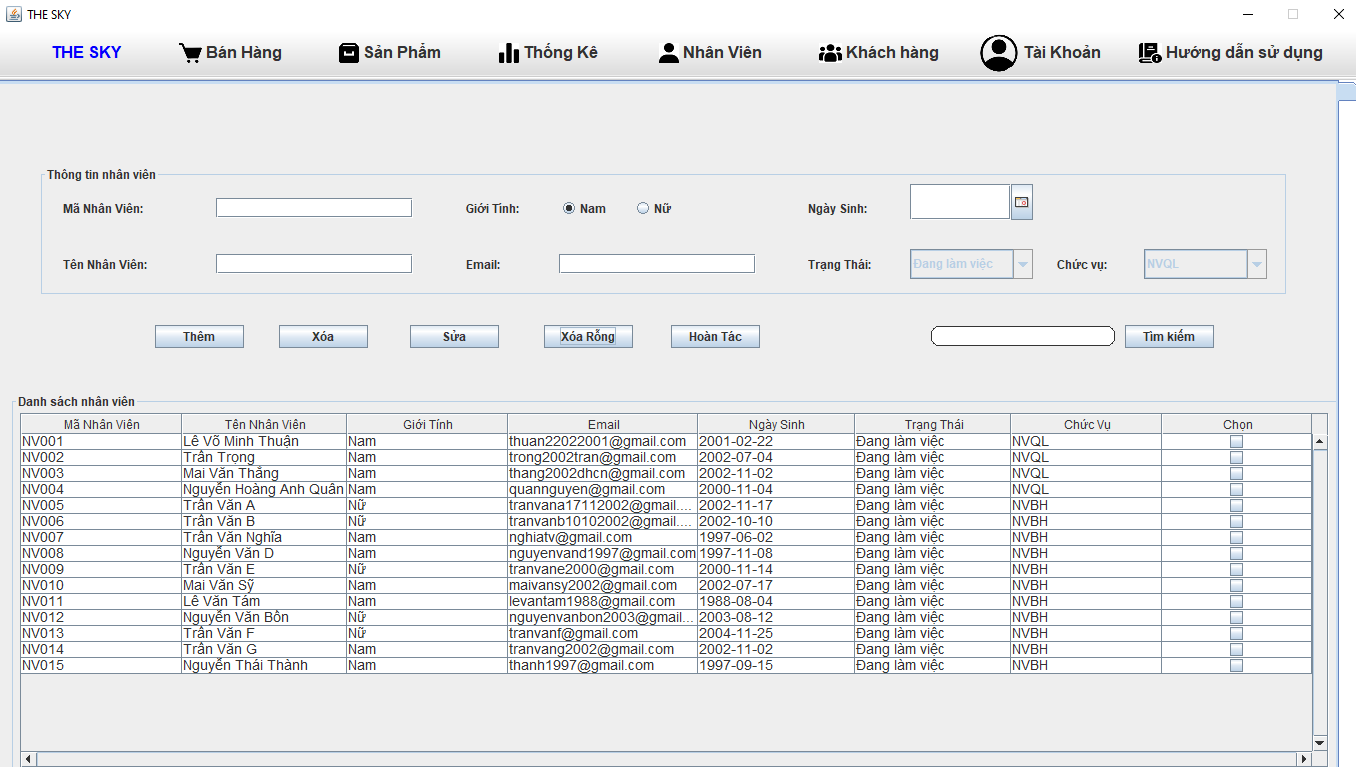 THE SKY
THE SKY Bán Hàng Sản Phẩm Thống Kê Nhân Viên Khách hàng Tài Khoản Hướng dẫn sử dụng
Thông tin nhân viên
Mã Nhân Viên: Giới Tính: Nam Nữ Ngày Sinh:
Tên Nhân Viên: Email: Trạng Thái: Đang làm việc Chức vụ: NVQL
Thêm Xóa Sửa Xóa Rỗng Hoàn Tác Tìm kiếm
Danh sách nhân viên
Mã Nhân Viên Tên Nhân Viên Giới Tính Email Ngày Sinh Trạng Thái Chức Vụ Chọn
NV001 Lê Võ Minh Thuận Nam thuan22022001@gmail.com 2001-02-22 Đang làm việc NVQL
NV002 Trần Trọng Nam trong2002tran@gmail.com 2002-07-04 Đang làm việc NVQL
NV003 Mai Văn Thắng Nam thang2002dhcn@gmail.com 2002-11-02 Đang làm việc NVQL
NV004 Nguyễn Hoàng Anh Quân Nam quannguyen@gmail.com 2000-11-04 Đang làm việc NVQL
NV005 Trần Văn A Nữ tranvana17112002@gmail.... 2002-11-17 Đang làm việc NVBH
NV006 Trần Văn B Nữ tranvanb10102002@gmail.... 2002-10-10 Đang làm việc NVBH
NV007 Trần Văn Nghĩa Nam nghiatv@gmail.com 1997-06-02 Đang làm việc NVBH
NV008 Nguyễn Văn D Nam nguyenvand1997@gmail.com 1997-11-08 Đang làm việc NVBH
NV009 Trần Văn E Nữ tranvane2000@gmail.com 2000-11-14 Đang làm việc NVBH
NV010 Mai Văn Sỹ Nam maivansy2002@gmail.com 2002-07-17 Đang làm việc NVBH
NV011 Lê Văn Tám Nam levantam1988@gmail.com 1988-08-04 Đang làm việc NVBH
NV012 Nguyễn Văn Bốn Nữ nguyenvanbon2003@gmail... 2003-08-12 Đang làm việc NVBH
NV013 Trần Văn F Nữ tranvanf@gmail.com 2004-11-25 Đang làm việc NVBH
NV014 Trần Văn G Nam tranvang2002@gmail.com 2002-11-02 Đang làm việc NVBH
NV015 Nguyễn Thái Thành Nam thanh1997@gmail.com 1997-09-15 Đang làm việc NVBH